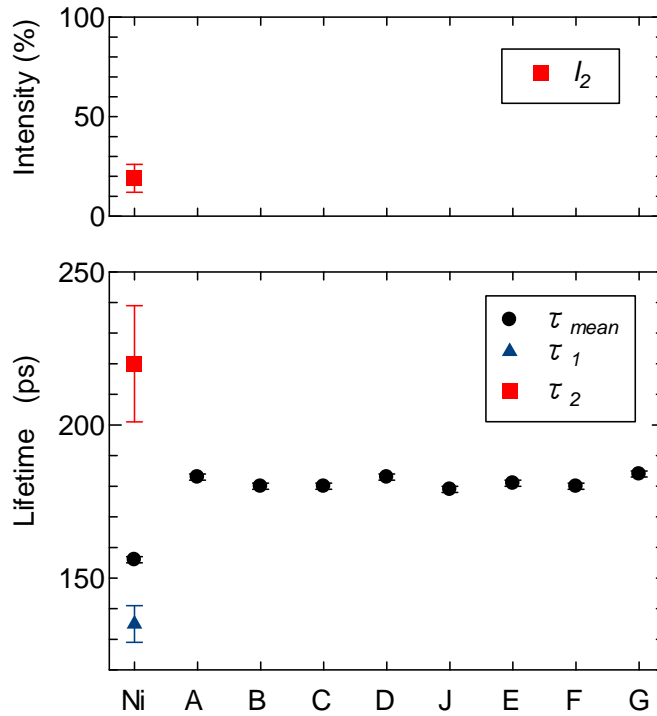 Intensity (%)
100
50
0
I2
Lifetime (ps)
250
200
150
τ mean
τ 1
τ 2
Ni A B C D J E F G